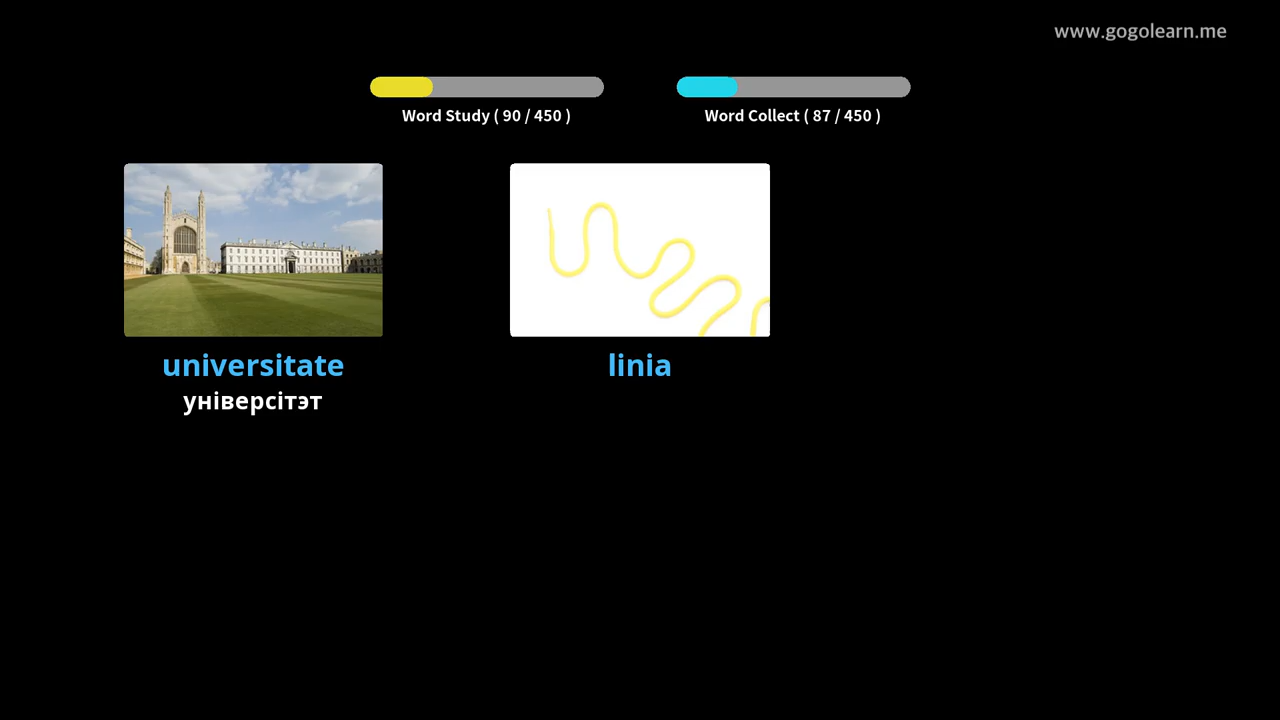 www.gogolearn.me
Word Study ( 90 / 450 )
Word Collect ( 87 / 450 )
universitate
універсітэт
linia